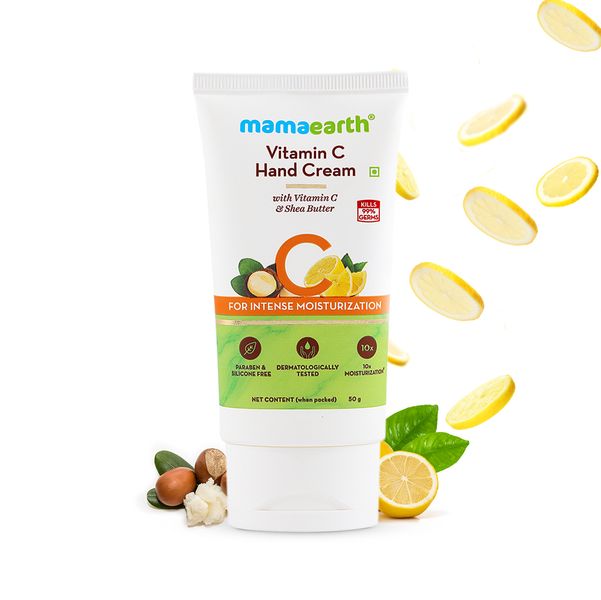 mamaearth®
Vitamin C
Hand Cream
with Vitamin C
& Shea Butter
KILLS
99%
GERMS
C
FOR INTENSE MOISTURIZATION
PARABEN &
SILICONE FREE
DERMATOLOGICALLY
TESTED
10x
10x
MOISTURIZATION*
NET CONTENT (when packed) 50 g